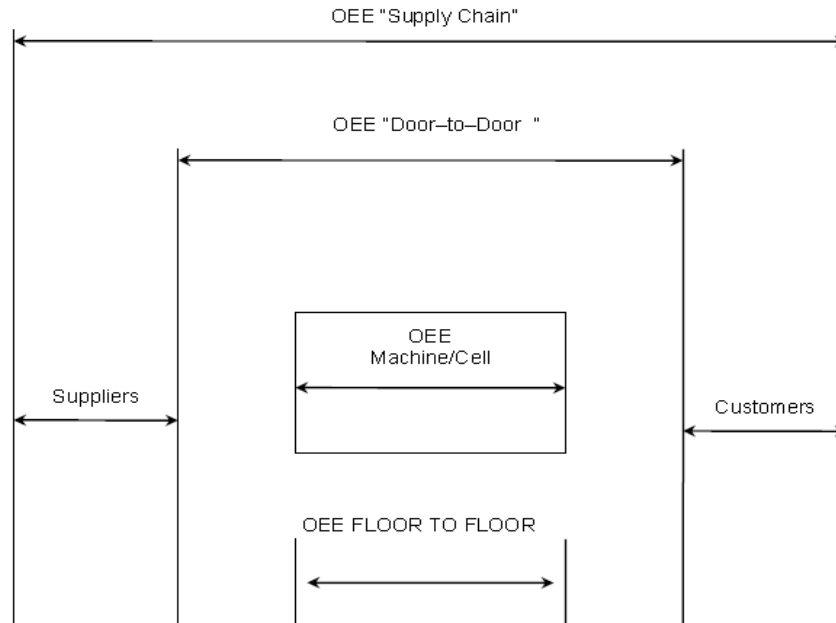 OEE "Supply Chain"
OEE "Door–to–Door  "
OEE
Machine/Cell
Suppliers
Customers
OEE FLOOR TO FLOOR